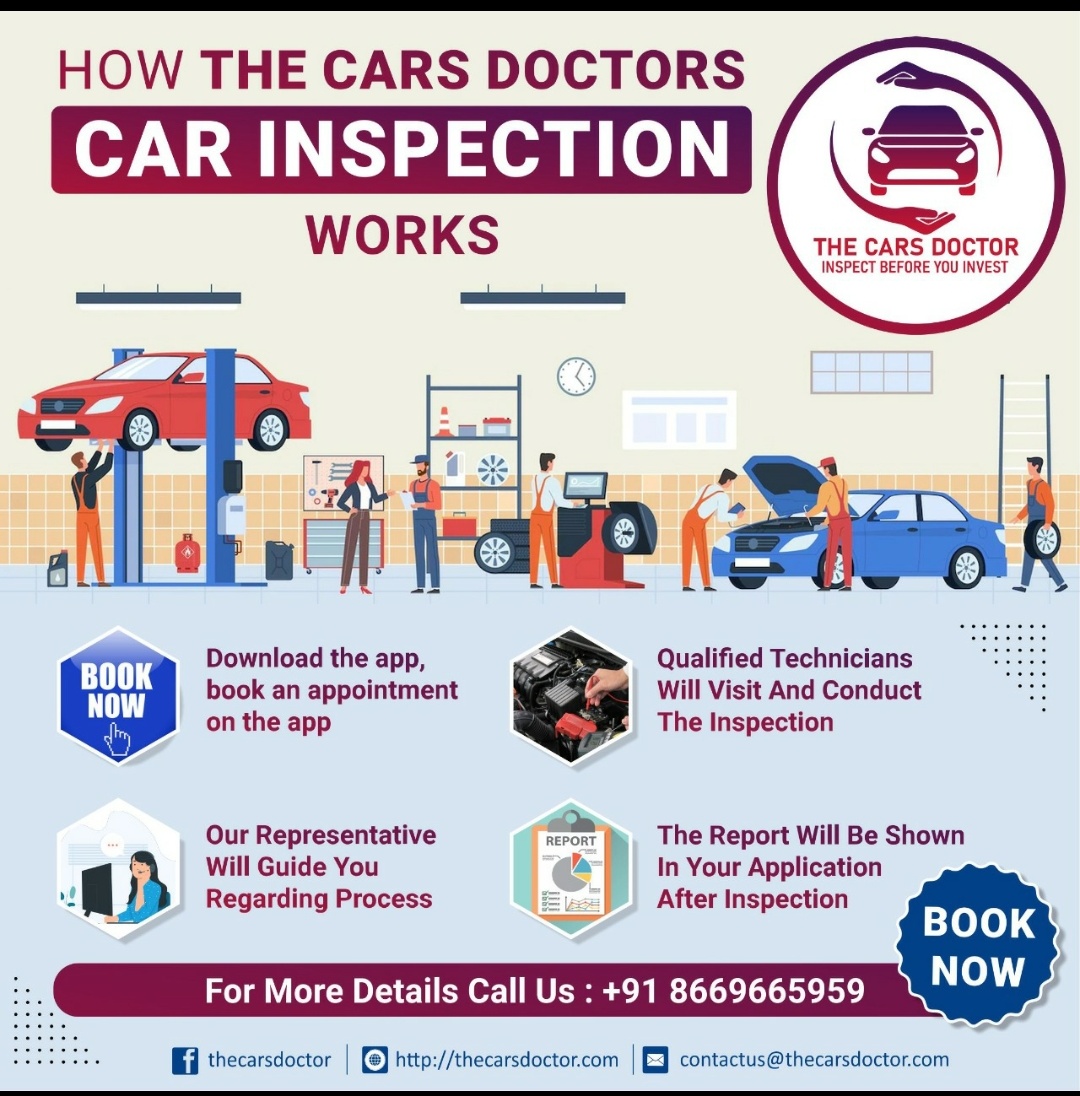 HOW THE CARS DOCTORS
CAR INSPECTION
WORKS
THE CARS DOCTOR
INSPECT BEFORE YOU INVEST
BOOK
NOW
Download the app,
book an appointment
on the app
Qualified Technicians
Will Visit And Conduct
The Inspection
Our Representative
Will Guide You
Regarding Process
REPORT
The Report Will Be Shown
In Your Application
After Inspection
BOOK
NOW
For More Details Call Us : +91 8669665959
thecarsdoctor
http://thecarsdoctor.com
contactus@thecarsdoctor.com